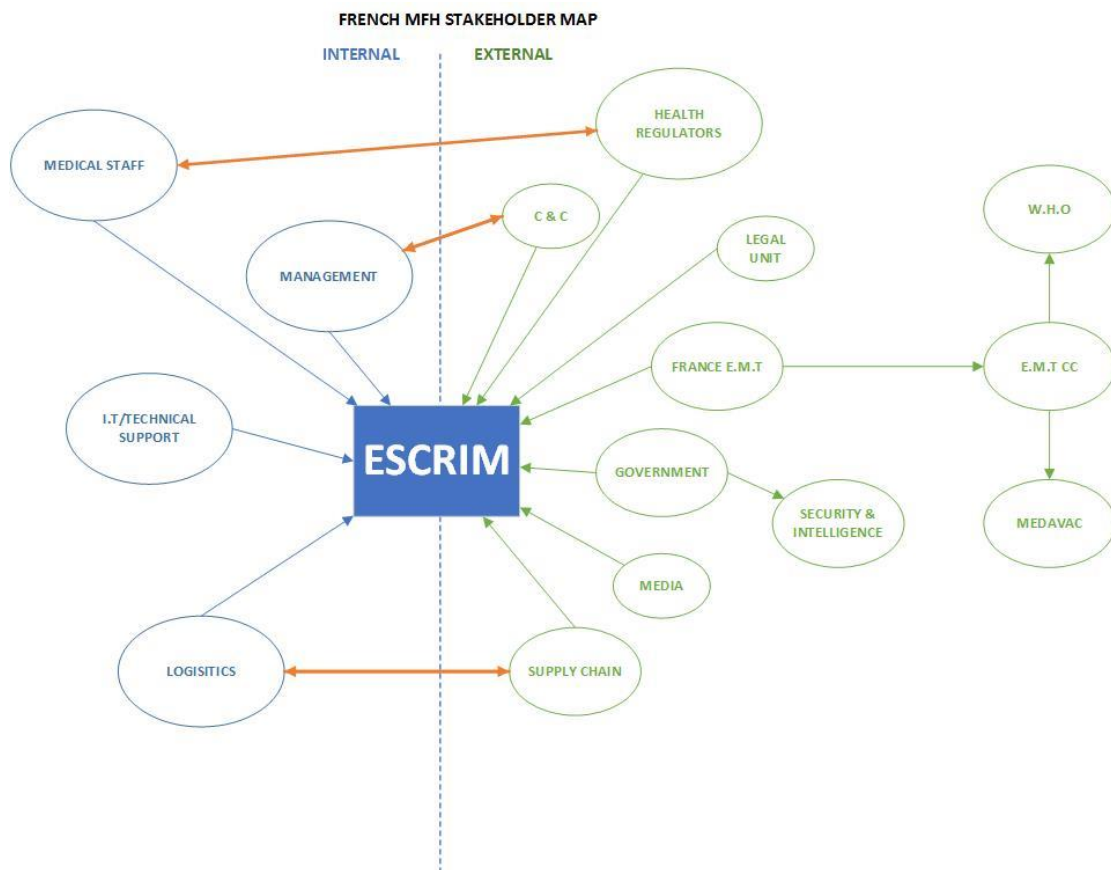 FRENCH MFH STAKEHOLDER MAP
INTERNAL
EXTERNAL
HEALTH
REGULATORS
MEDICAL STAFF
C & C
W.H.O
LEGAL
UNIT
MANAGEMENT
FRANCE E.M.T
E.M.T CC
I.T/TECHNICAL
SUPPORT
ESCRIM
GOVERNMENT
SECURITY &
INTELLIGENCE
MEDAVAC
MEDIA
LOGISITICS
SUPPLY CHAIN